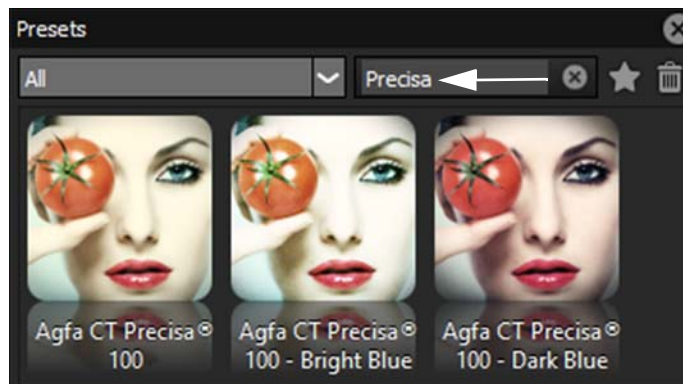 Presets
All
Precisa
Agfa CT Precisa®
100
Agfa CT Precisa®
100 - Bright Blue
Agfa CT Precisa®
100 - Dark Blue